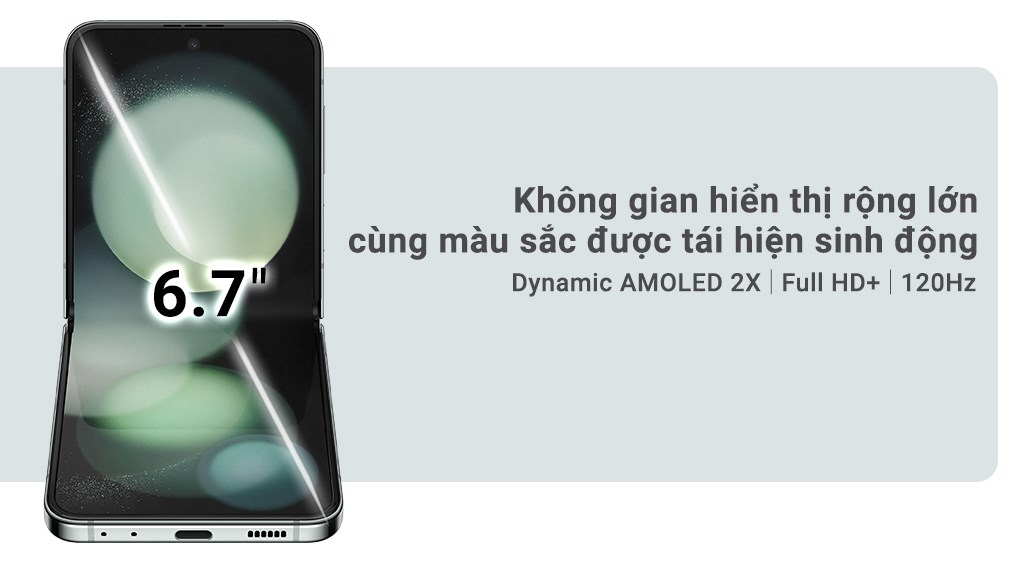 6.7"
Không gian hiển thị rộng lớn
cùng màu sắc được tái hiện sinh động
Dynamic AMOLED 2X | Full HD+ | 120Hz